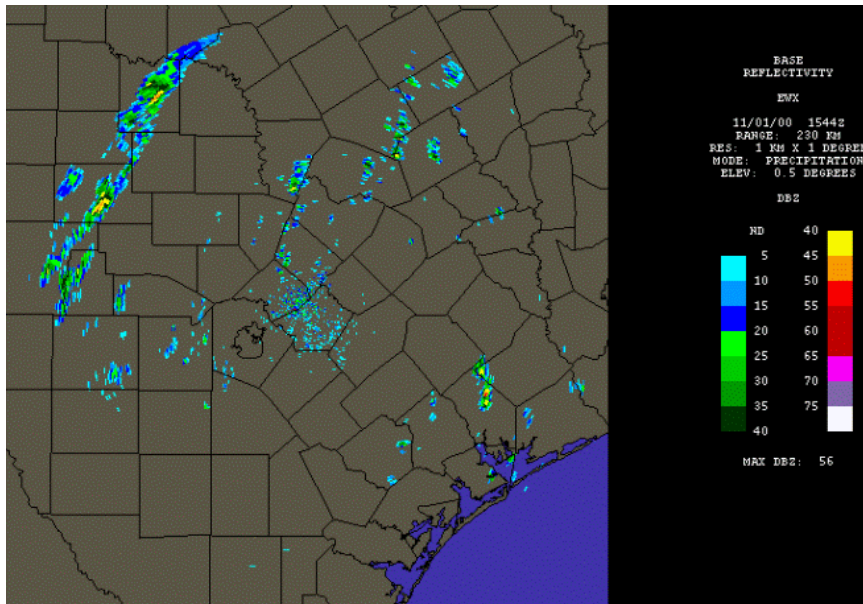 BASE
REFLECTIVITY
EWX
11/01/00 1544Z
RANGE: 230 KM
RES: 1 KM X 1 DEGREE
MODE: PRECIPITATION
ELEV: 0.5 DEGREES
DBZ
ND 40
5 45
10 50
15 55
20 60
25 65
30 70
35 75
40
MAX DBZ: 56